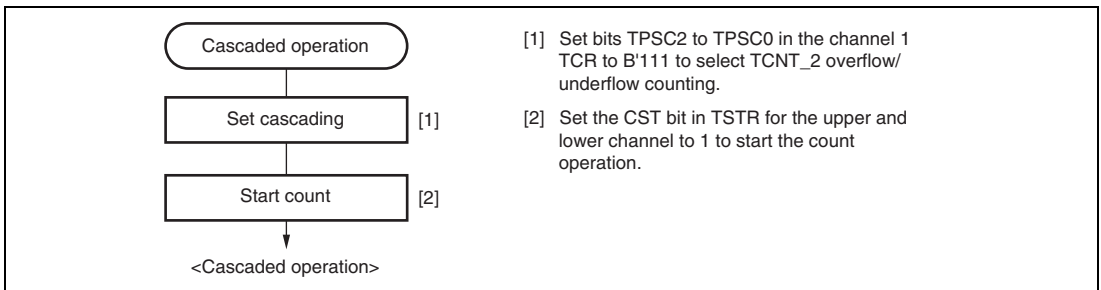 Cascaded operation
Set cascading [1]
Start count [2]
<Cascaded operation>
[1] Set bits TPSC2 to TPSC0 in the channel 1
TCR to B'111 to select TCNT_2 overflow/
underflow counting.
[2] Set the CST bit in TSTR for the upper and
lower channel to 1 to start the count
operation.